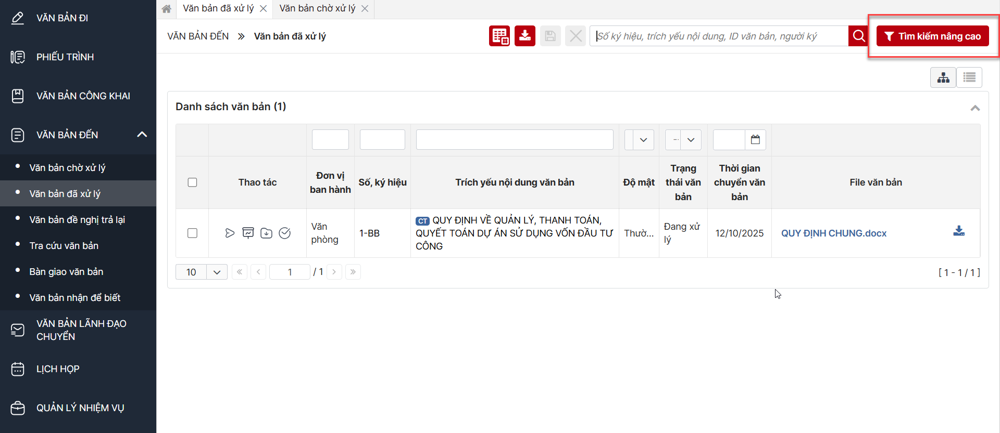 VĂN BẢN ĐI
PHIẾU TRÌNH
VĂN BẢN CÔNG KHAI
VĂN BẢN ĐẾN
Văn bản chờ xử lý
Văn bản đã xử lý
Văn bản đề nghị trả lại
Tra cứu văn bản
Bàn giao văn bản
Văn bản nhận để biết
VĂN BẢN LÃNH ĐẠO
CHUYỂN
LỊCH HỌP
QUẢN LÝ NHIỆM VỤ
Văn bản đã xử lý
Văn bản chờ xử lý
VĂN BẢN ĐẾN » Văn bản đã xử lý
Số ký hiệu, trích yếu nội dung, ID văn bản, người ký
Tìm kiếm nâng cao
Danh sách văn bản (1)
Thao tác
Đơn vị
ban hành
Số, ký hiệu
Trích yếu nội dung văn bản
Độ mật
Trạng
thái văn
bản
Thời gian
chuyển văn
bản
File văn bản
Văn
phòng
1-BB
CT QUY ĐỊNH VỀ QUẢN LÝ, THANH TOÁN,
QUYẾT TOÁN DỰ ÁN SỬ DỤNG VỐN ĐẦU TƯ
CÔNG
Thườ...
Đang xử
lý
12/10/2025
QUY ĐỊNH CHUNG.docx
10
« ‹ 1 / 1 › »
[ 1 - 1 / 1 ]